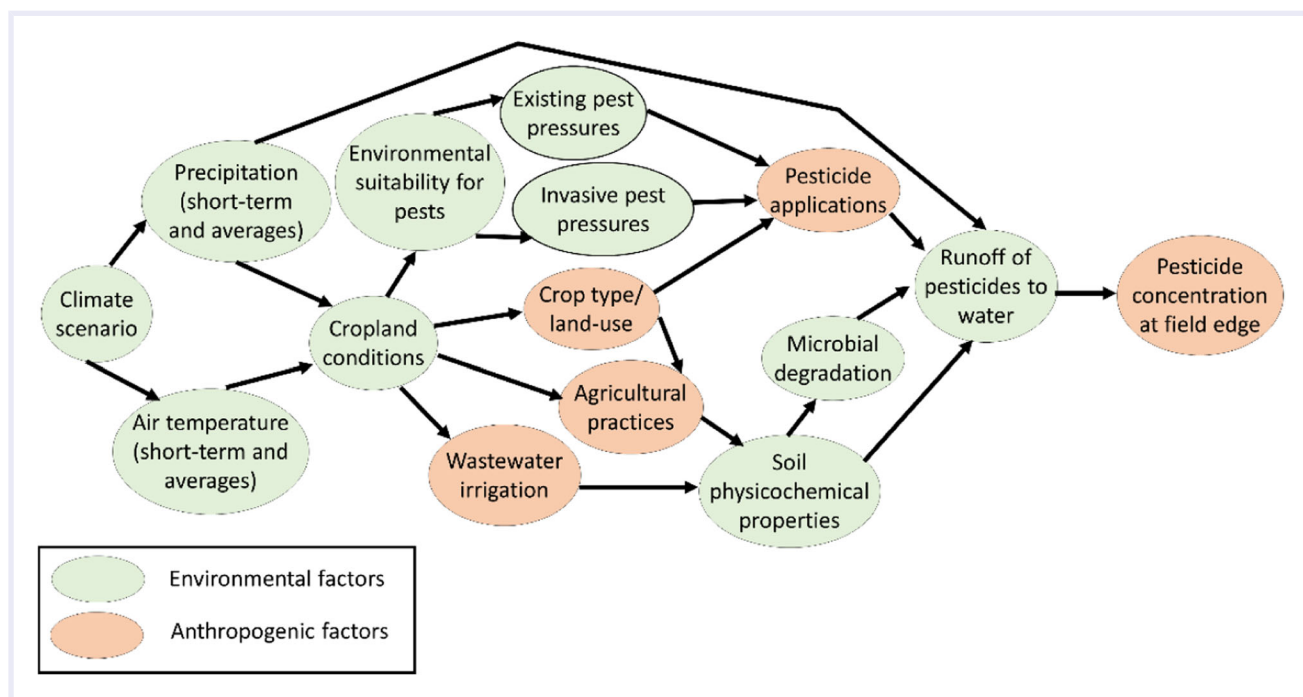 Existing pest
pressures
Precipitation
(short-term
and averages)
Environmental
suitability for
pests
Invasive pest
pressures
Pesticide
applications
Climate
scenario
Cropland
conditions
Crop type/
land-use
Runoff of
pesticides to
water
Pesticide
concentration
at field edge
Microbial
degradation
Agricultural
practices
Air temperature
(short-term and
averages)
Wastewater
irrigation
Soil
physicochemical
properties
Environmental factors
Anthropogenic factors